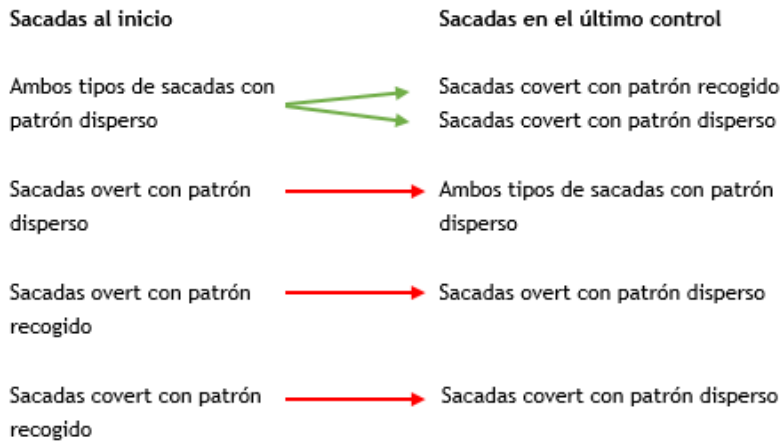 Sacadas al inicio
Sacadas en el último control
Ambos tipos de sacadas con
patrón disperso
Sacadas covert con patrón recogido
Sacadas covert con patrón disperso
Sacadas overt con patrón
disperso
Ambos tipos de sacadas con patrón
disperso
Sacadas overt con patrón
recogido
Sacadas overt con patrón disperso
Sacadas covert con patrón
recogido
Sacadas covert con patrón disperso